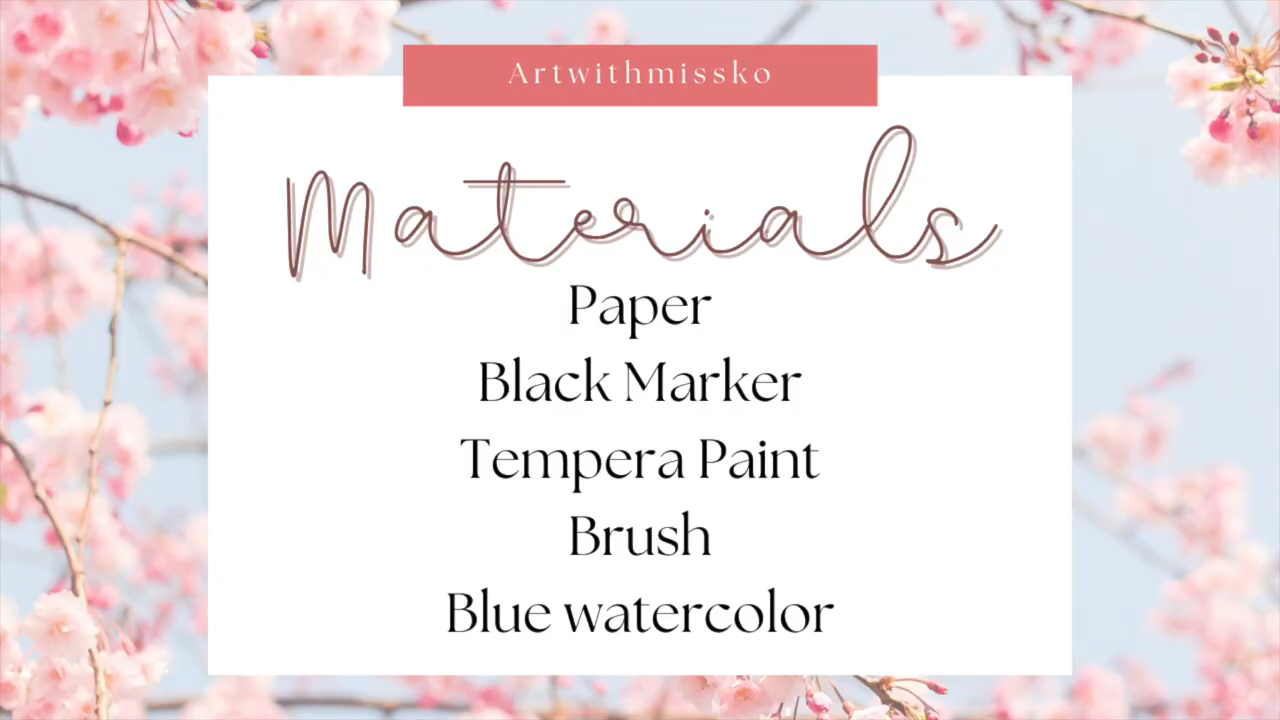 Artwithmissko
Materials
Paper
Black Marker
Tempera Paint
Brush
Blue watercolor